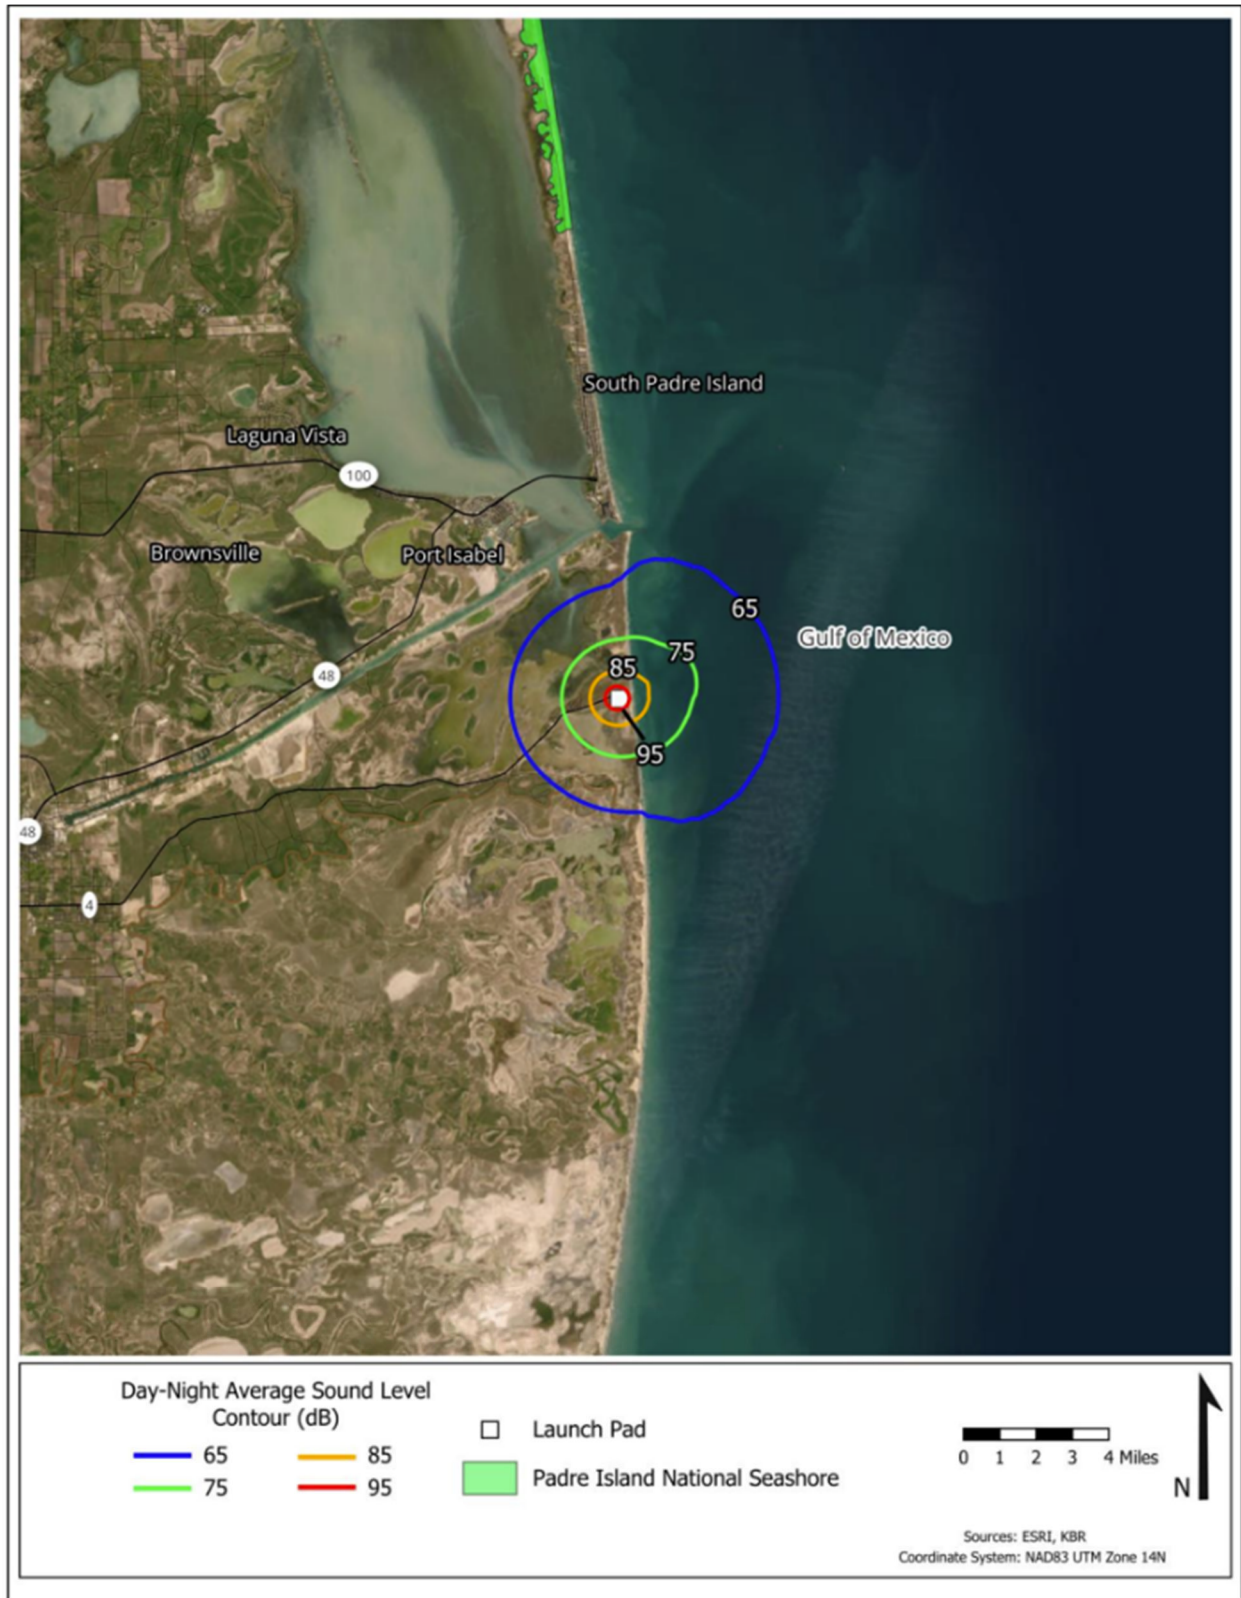 South Padre Island
Laguna Vista
100
Brownsville
Port Isabel
65
Gulf of Mexico
75
85
48
95
48
4
Day-Night Average Sound Level
Contour (dB)
65
85
75
95
Launch Pad
Padre Island National Seashore
0 1 2 3 4 Miles
N
Sources: ESRI, KBR
Coordinate System: NAD83 UTM Zone 14N